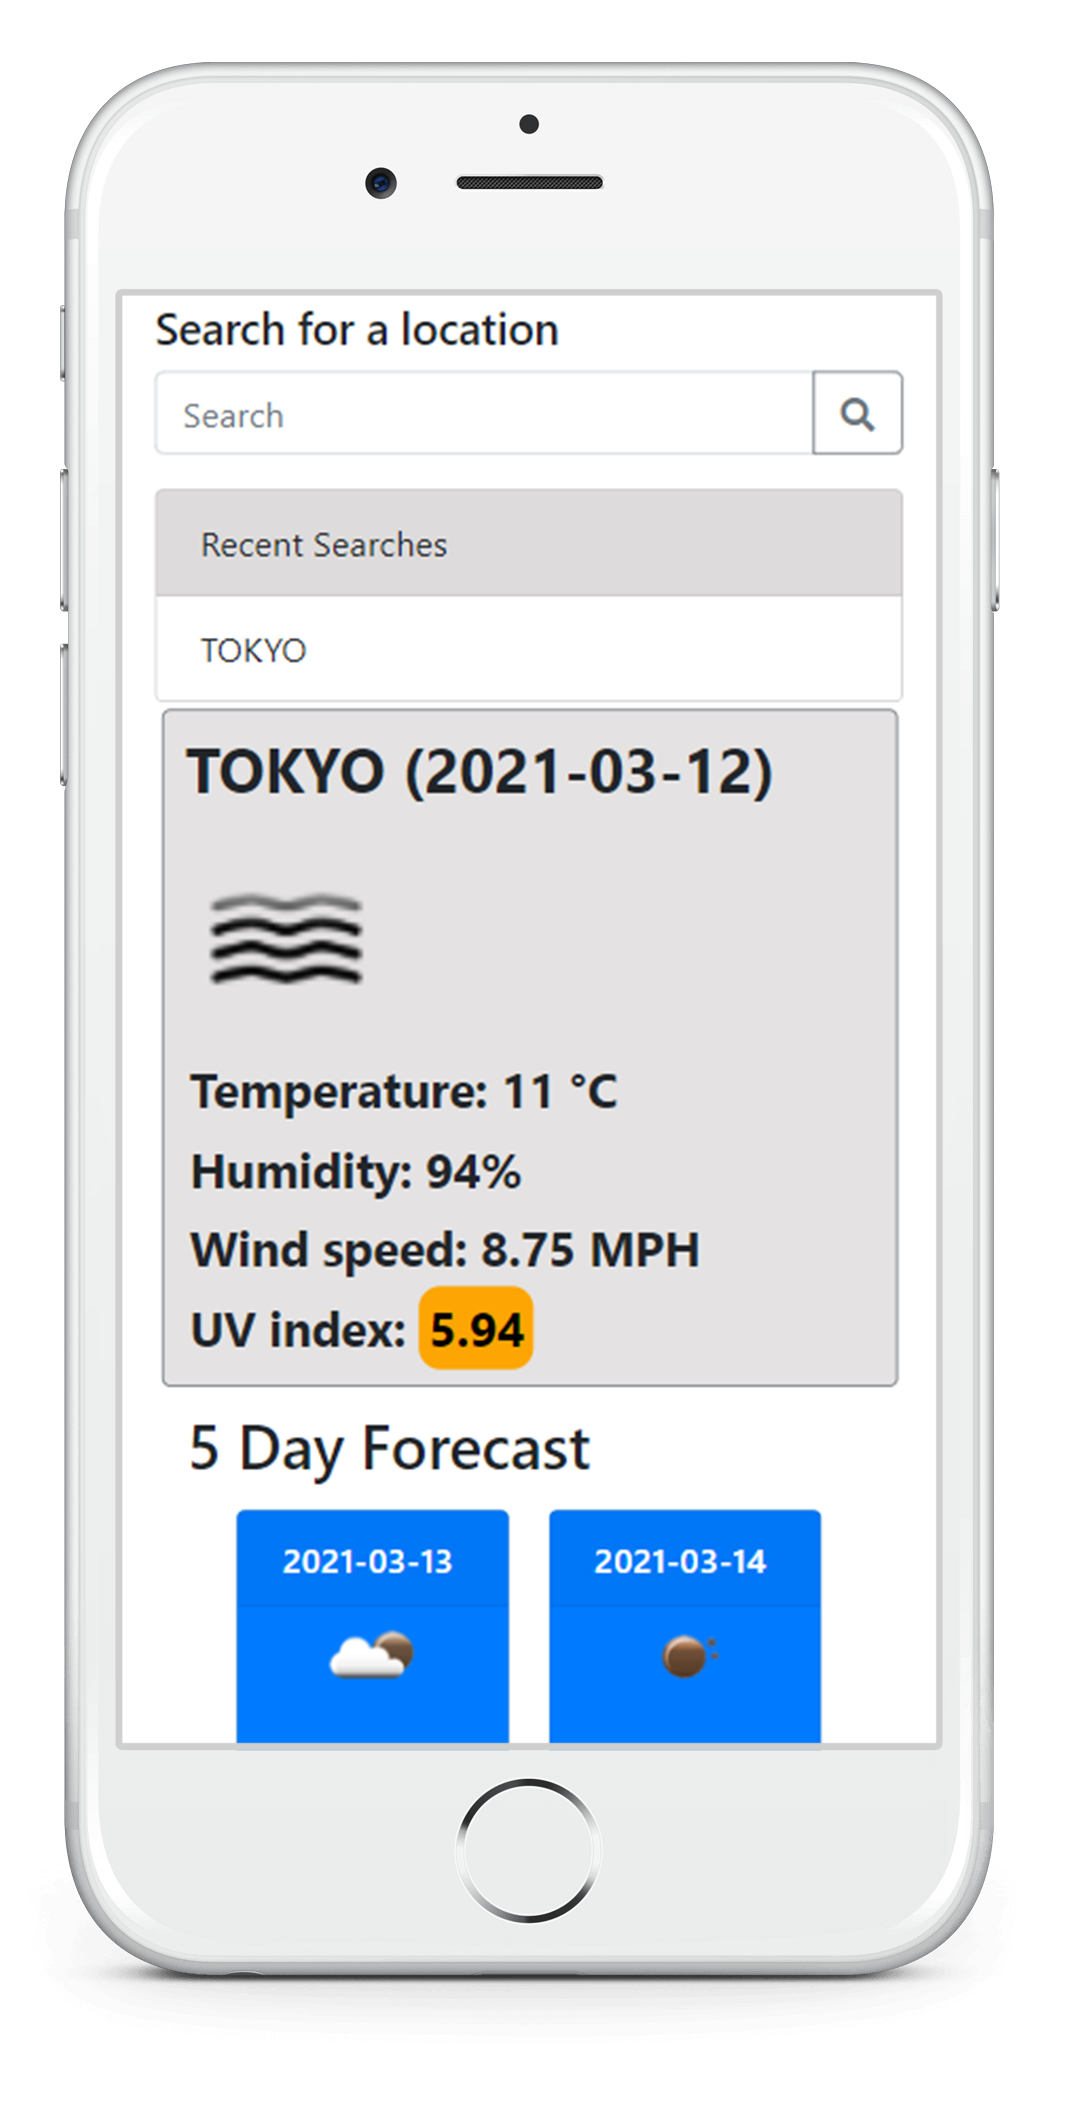 Search for a location
Search
Recent Searches
TOKYO
TOKYO (2021-03-12)
Temperature: 11 °C
Humidity: 94%
Wind speed: 8.75 MPH
UV index: 5.94
5 Day Forecast
2021-03-13 2021-03-14